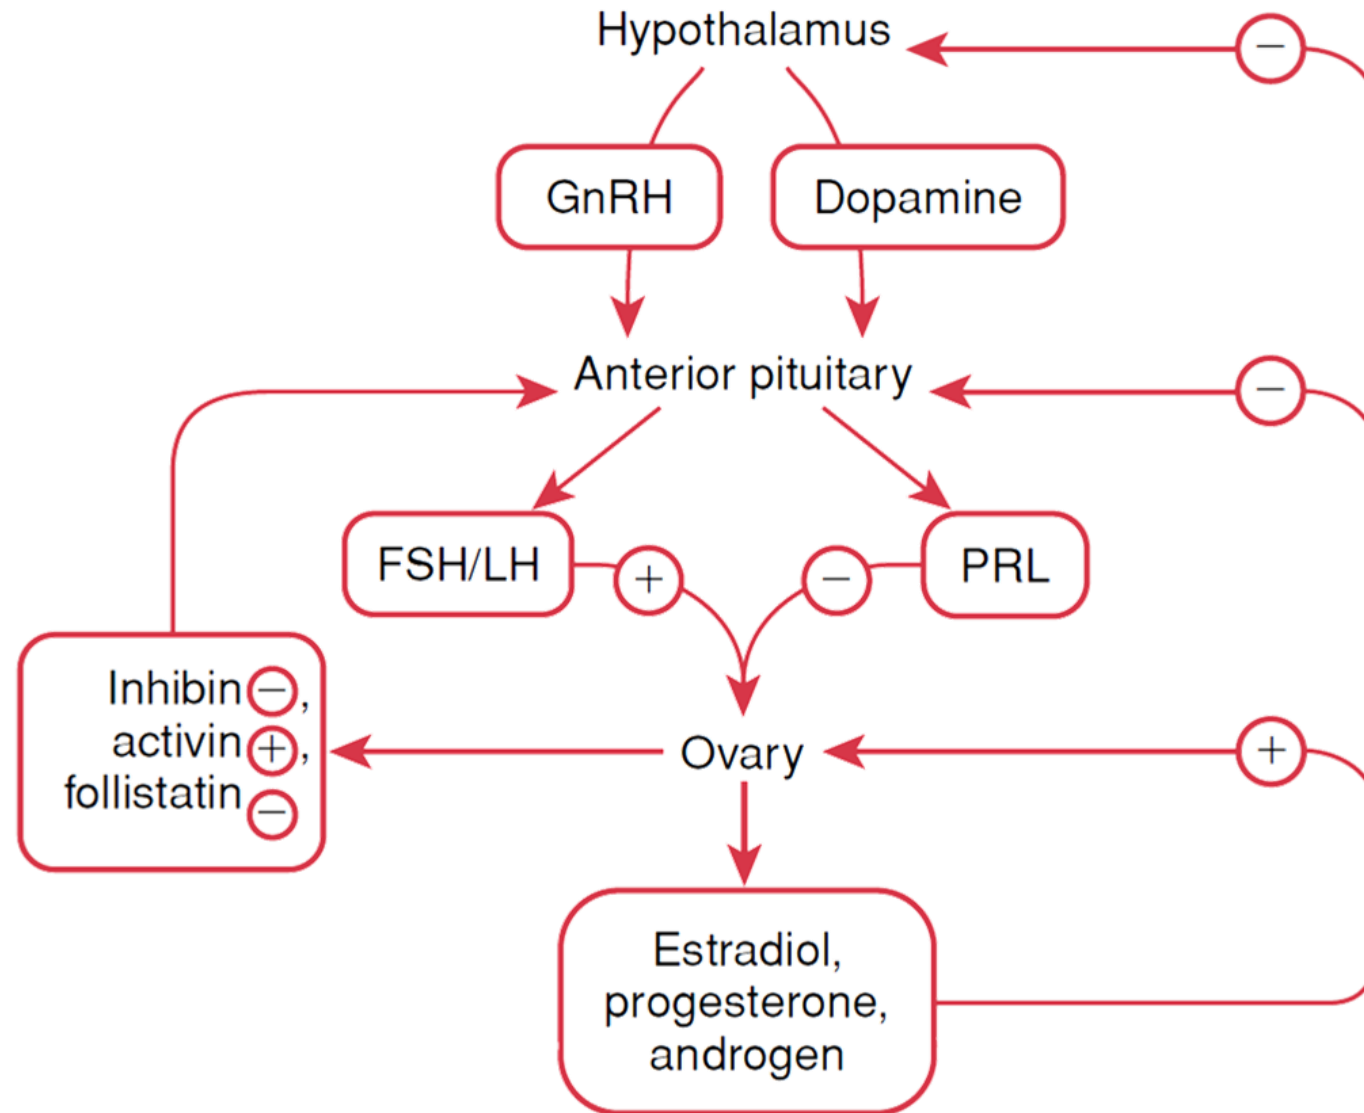 Hypothalamus
−
GnRH
Dopamine
Anterior pituitary
−
FSH/LH
+
−
PRL
Inhibin −,
activin +,
follistatin −
Ovary
+
Estradiol,
progesterone,
androgen